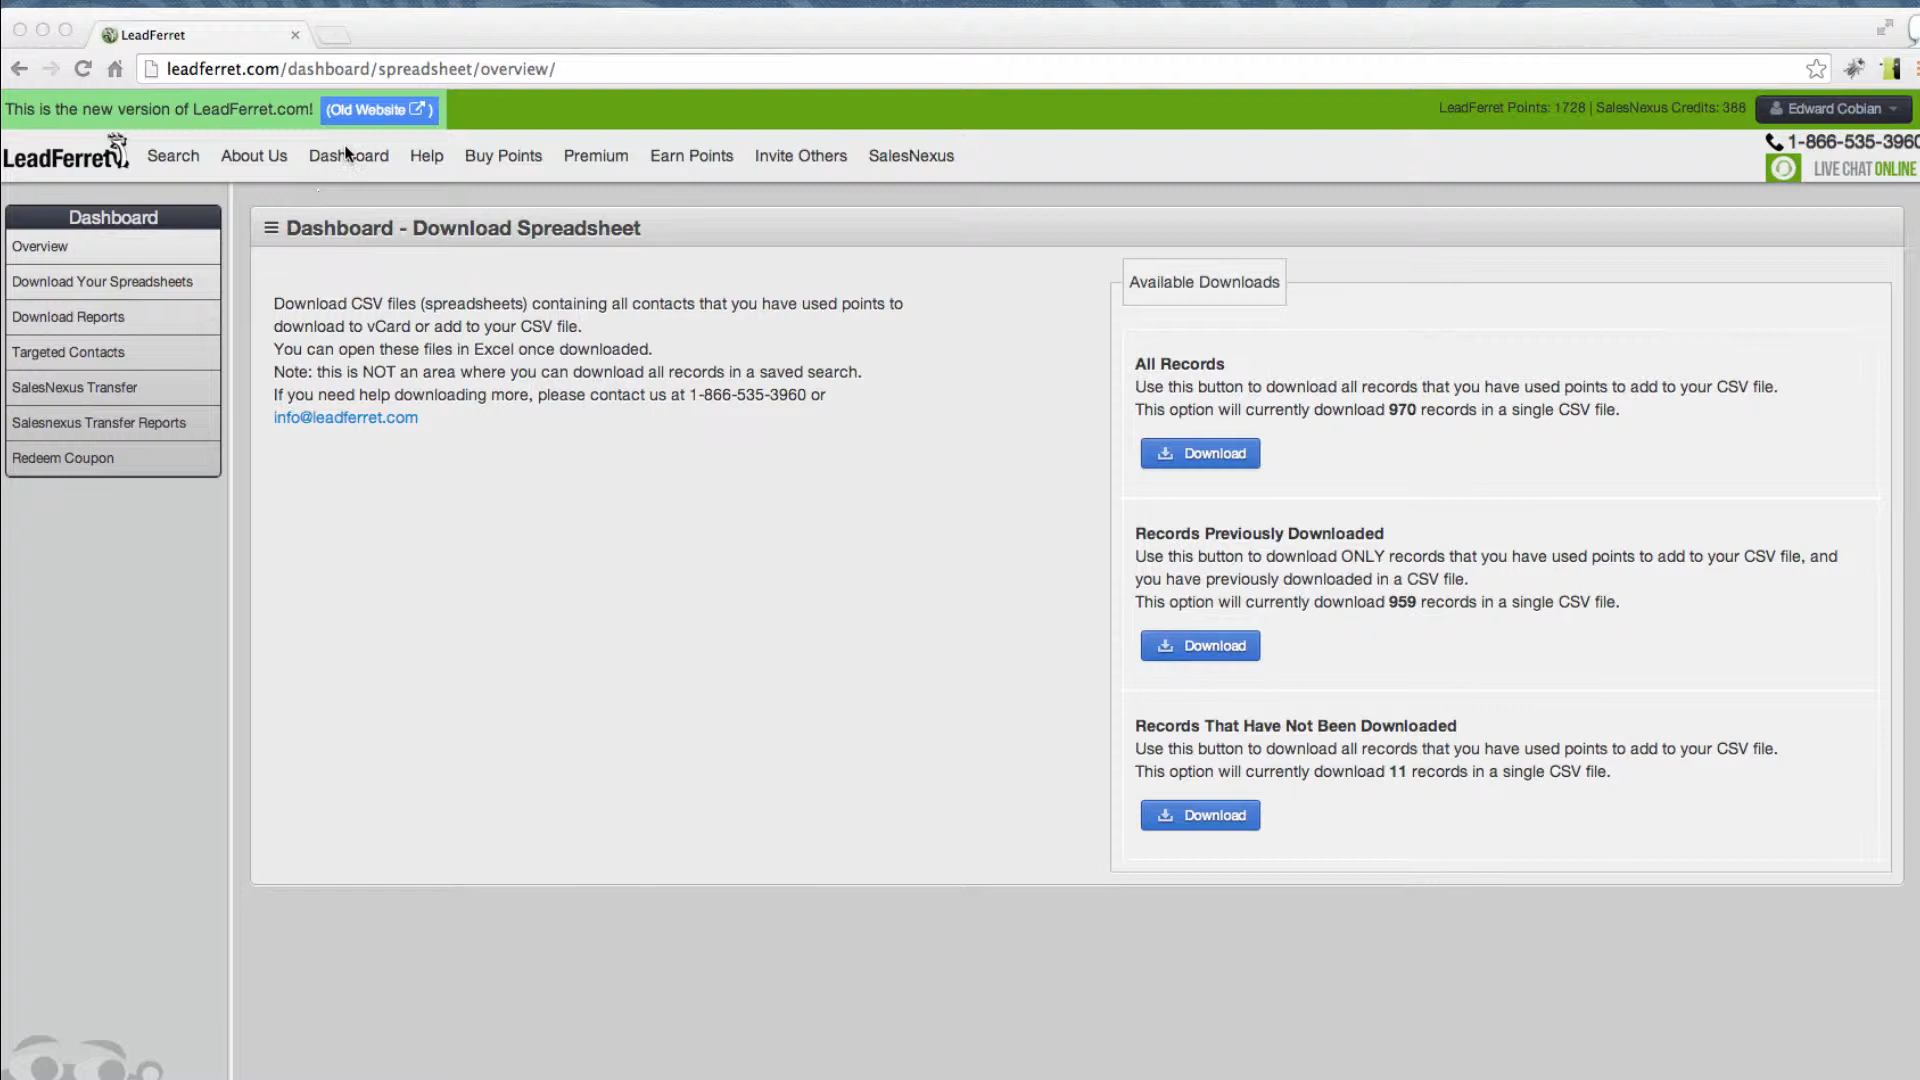 LeadFerret
leadferret.com/dashboard/spreadsheet/overview/
This is the new version of LeadFerret.com! (Old Website )
LeadFerret Points: 1728 | SalesNexus Credits: 388
Edward Cobian
LeadFerret
Search About Us Dashboard Help Buy Points Premium Earn Points Invite Others SalesNexus
1-866-535-3960
LIVE CHAT ONLINE
Dashboard
Overview
Download Your Spreadsheets
Download Reports
Targeted Contacts
SalesNexus Transfer
Salesnexus Transfer Reports
Redeem Coupon
Dashboard - Download Spreadsheet
Download CSV files (spreadsheets) containing all contacts that you have used points to
download to vCard or add to your CSV file.
You can open these files in Excel once downloaded.
Note: this is NOT an area where you can download all records in a saved search.
If you need help downloading more, please contact us at 1-866-535-3960 or
info@leadferret.com
Available Downloads
All Records
Use this button to download all records that you have used points to add to your CSV file.
This option will currently download 970 records in a single CSV file.
Download
Records Previously Downloaded
Use this button to download ONLY records that you have used points to add to your CSV file, and
you have previously downloaded in a CSV file.
This option will currently download 959 records in a single CSV file.
Download
Records That Have Not Been Downloaded
Use this button to download all records that you have used points to add to your CSV file.
This option will currently download 11 records in a single CSV file.
Download